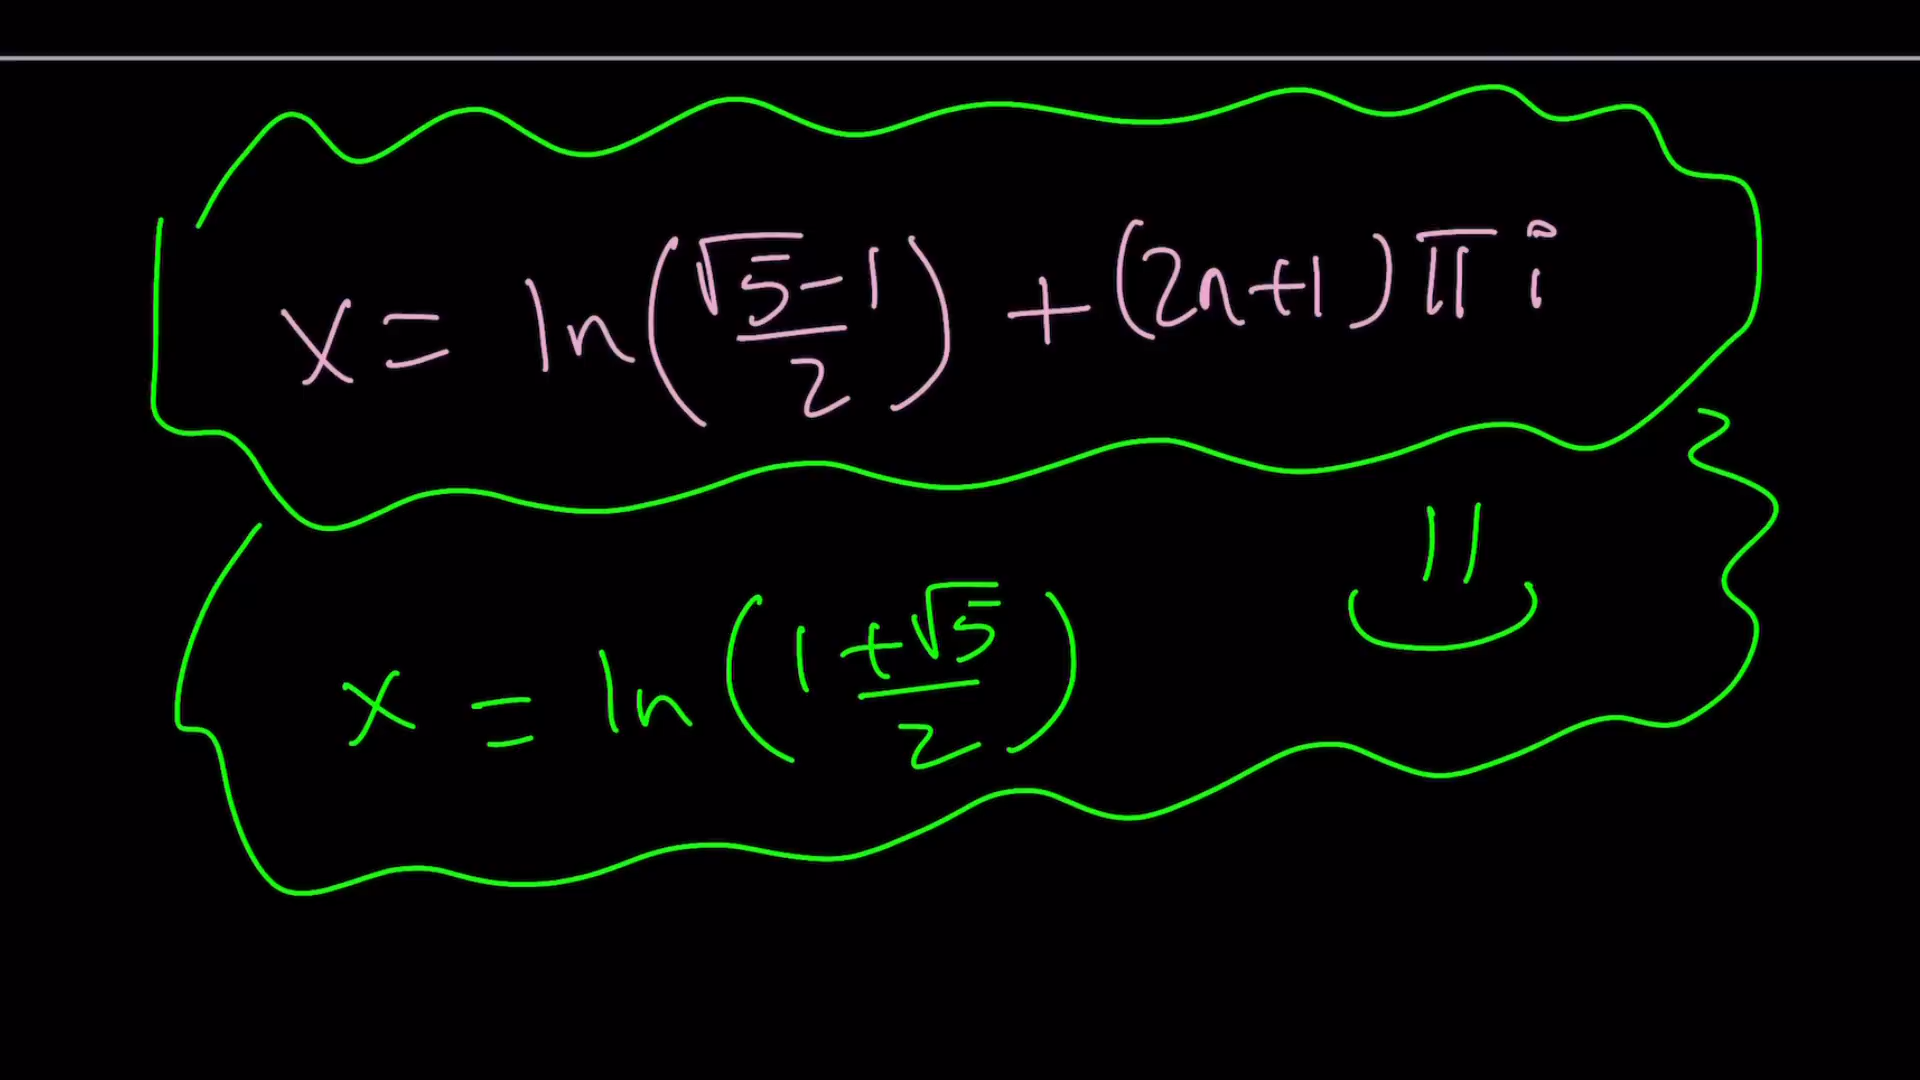 x = ln((√5-1)/2) + (2n+1)πi
x = ln((1+√5)/2)